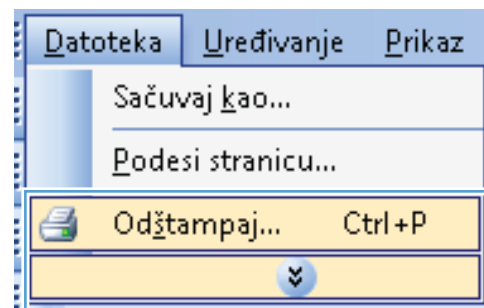 Datoteka Uređivanje Prikaz
Sačuvaj kao...
Podesi stranicu...
Odštampaj... Ctrl+P